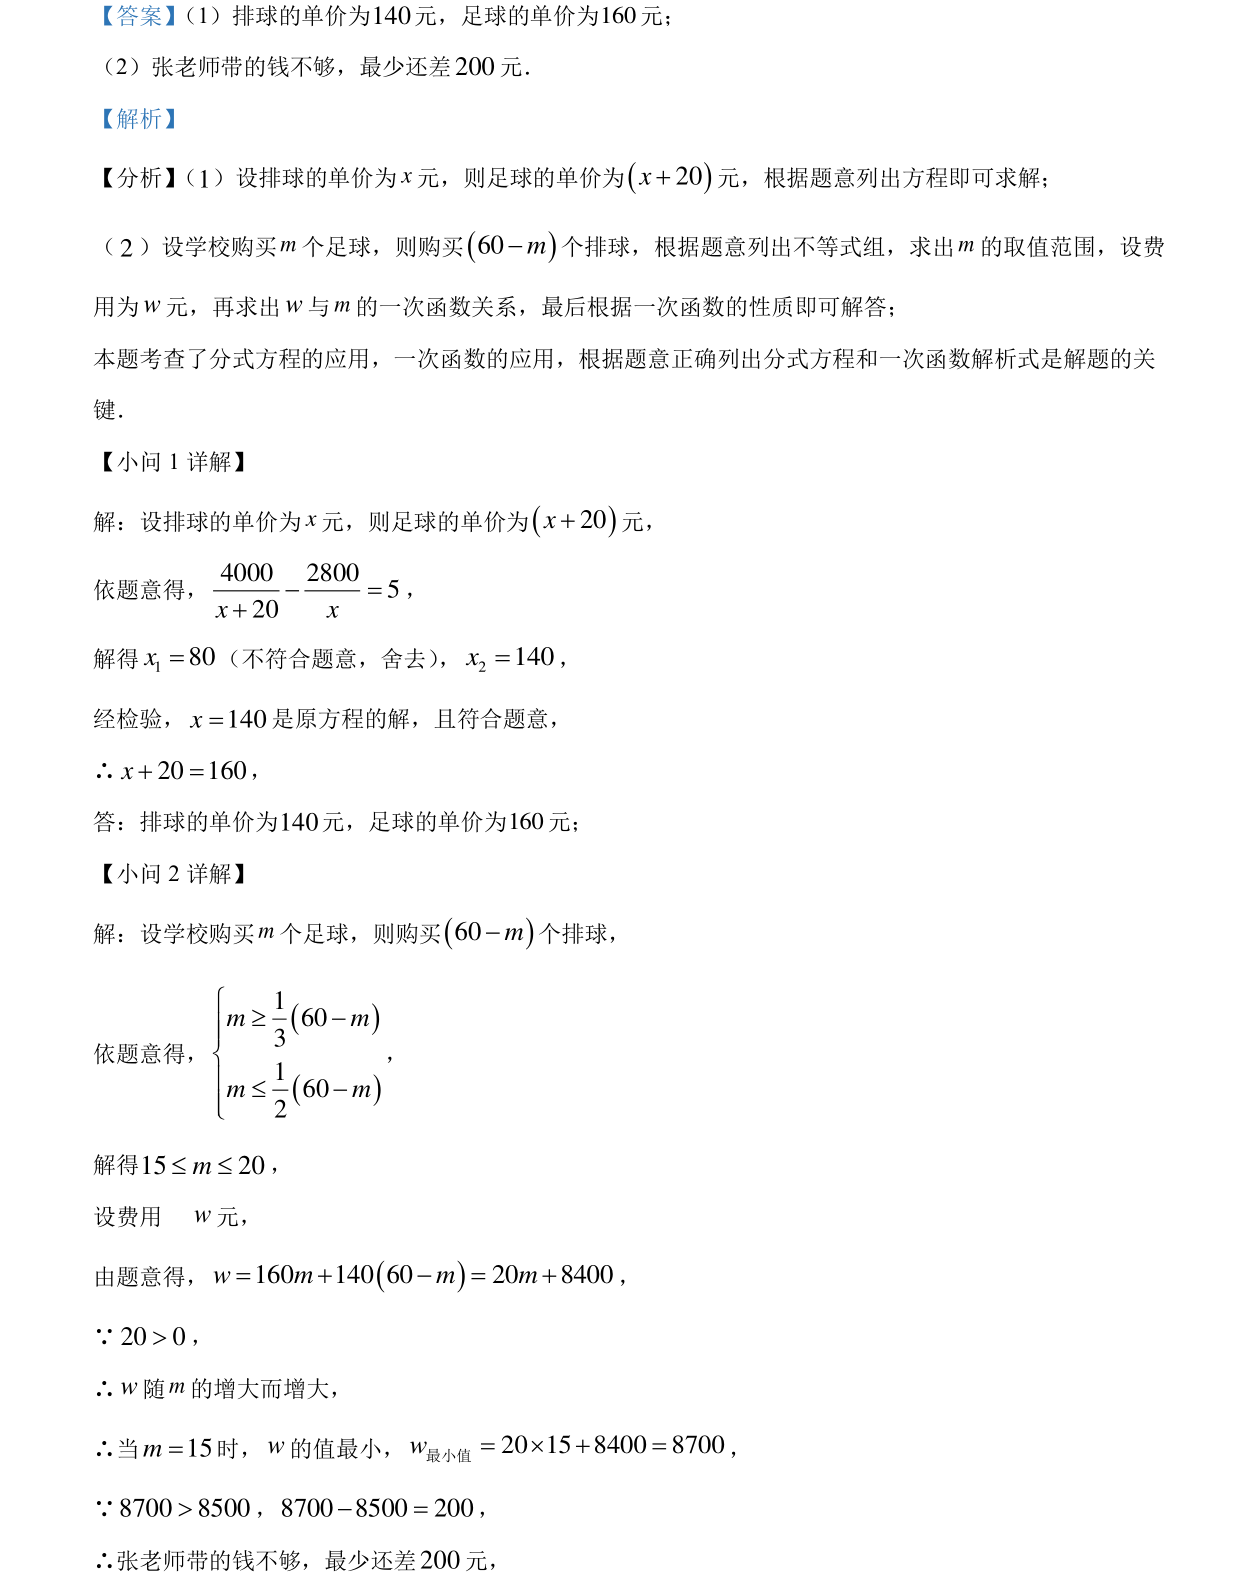 【答案】（1）排球的单价为140元，足球的单价为160元；
（2）张老师带的钱不够，最少还差200元．
【解析】
【分析】（1）设排球的单价为x元，则足球的单价为(x+20)元，根据题意列出方程即可求解；
（2）设学校购买m个足球，则购买(60−m)个排球，根据题意列出不等式组，求出m的取值范围，设费
用为w元，再求出w与m的一次函数关系，最后根据一次函数的性质即可解答；
本题考查了分式方程的应用，一次函数的应用，根据题意正确列出分式方程和一次函数解析式是解题的关
键．
【小问1详解】
解：设排球的单价为x元，则足球的单价为(x+20)元，
依题意得，4000/(x+20)−2800/x=5，
解得x₁=80（不符合题意，舍去），x₂=140，
经检验，x=140是原方程的解，且符合题意，
∴x+20=160，
答：排球的单价为140元，足球的单价为160元；
【小问2详解】
解：设学校购买m个足球，则购买(60−m)个排球，
依题意得，{m≥1/3(60−m)
m≤1/2(60−m)，
解得15≤m≤20，
设费用 w元，
由题意得，w=160m+140(60−m)=20m+8400，
∵20>0，
∴w随m的增大而增大，
∴当m=15时，w的值最小，w最小值=20×15+8400=8700，
∵8700>8500，8700−8500=200，
∴张老师带的钱不够，最少还差200元，